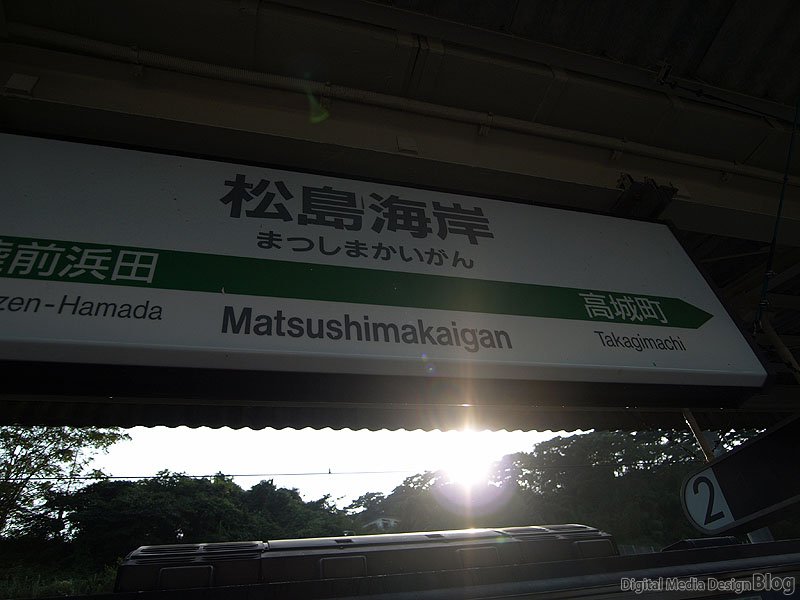 松島海岸
まつしまかいがん
前浜田
高城町
zen-Hamada
Matsushimakaigan
Takagimachi
2
Digital Media Design Blog